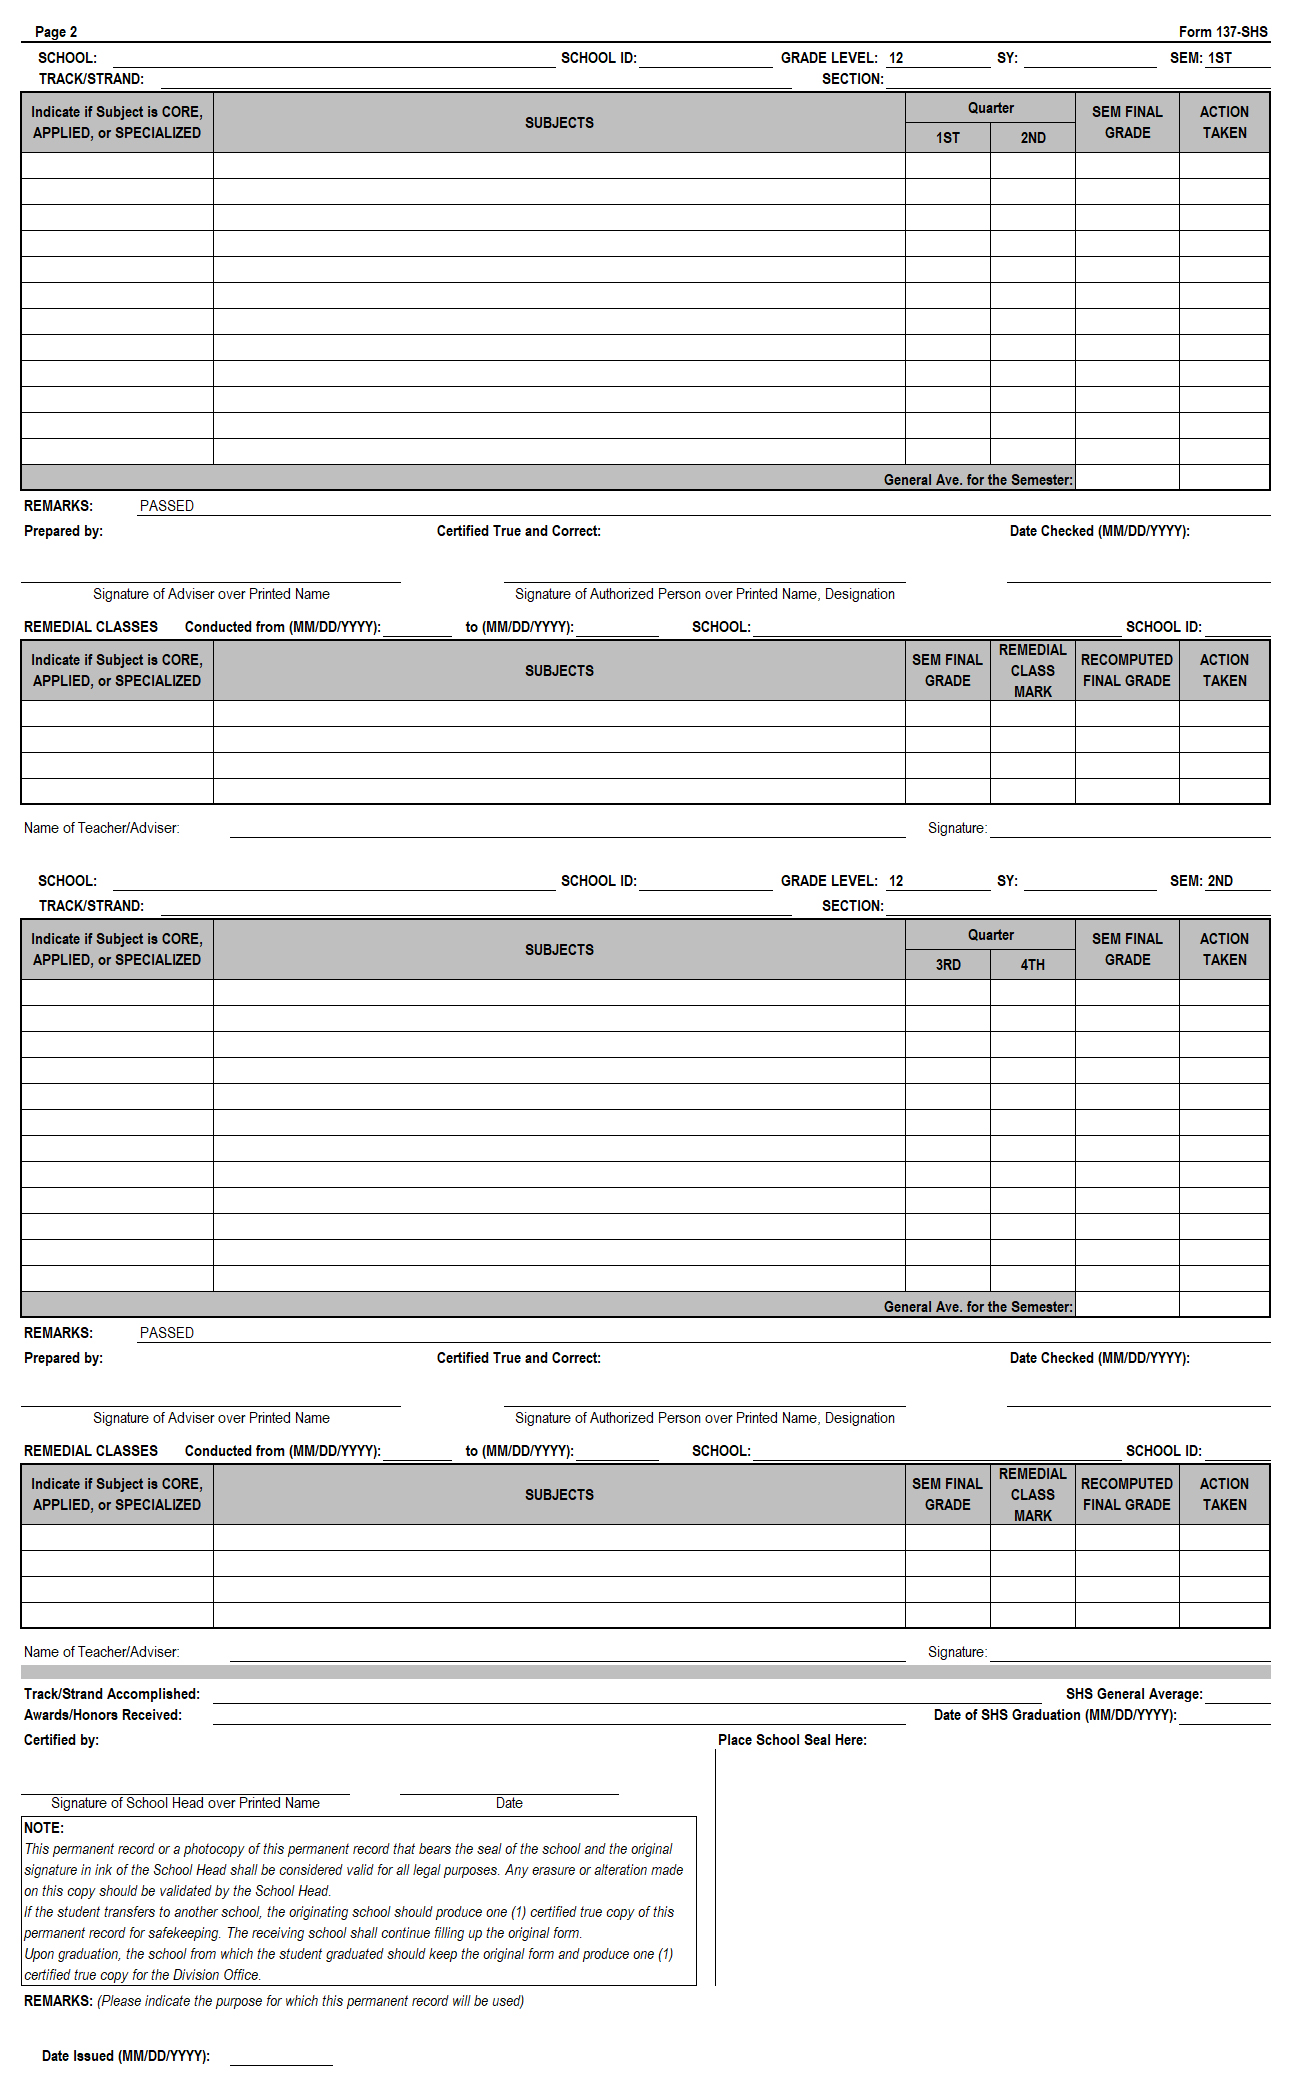 Page 2 Form 137-SHS
SCHOOL: SCHOOL ID: GRADE LEVEL: 12 SY: SEM: 1ST
TRACK/STRAND: SECTION:
Indicate if Subject is CORE, APPLIED, or SPECIALIZED SUBJECTS Quarter SEM FINAL GRADE ACTION TAKEN
1ST 2ND
General Ave. for the Semester:
REMARKS: PASSED
Prepared by: Certified True and Correct: Date Checked (MM/DD/YYYY):
Signature of Adviser over Printed Name Signature of Authorized Person over Printed Name, Designation
REMEDIAL CLASSES Conducted from (MM/DD/YYYY): to (MM/DD/YYYY): SCHOOL: SCHOOL ID:
Indicate if Subject is CORE, APPLIED, or SPECIALIZED SUBJECTS SEM FINAL GRADE REMEDIAL CLASS MARK RECOMPUTED FINAL GRADE ACTION TAKEN
Name of Teacher/Adviser: Signature:
SCHOOL: SCHOOL ID: GRADE LEVEL: 12 SY: SEM: 2ND
TRACK/STRAND: SECTION:
Indicate if Subject is CORE, APPLIED, or SPECIALIZED SUBJECTS Quarter SEM FINAL GRADE ACTION TAKEN
3RD 4TH
General Ave. for the Semester:
REMARKS: PASSED
Prepared by: Certified True and Correct: Date Checked (MM/DD/YYYY):
Signature of Adviser over Printed Name Signature of Authorized Person over Printed Name, Designation
REMEDIAL CLASSES Conducted from (MM/DD/YYYY): to (MM/DD/YYYY): SCHOOL: SCHOOL ID:
Indicate if Subject is CORE, APPLIED, or SPECIALIZED SUBJECTS SEM FINAL GRADE REMEDIAL CLASS MARK RECOMPUTED FINAL GRADE ACTION TAKEN
Name of Teacher/Adviser: Signature:
Track/Strand Accomplished: SHS General Average:
Awards/Honors Received: Date of SHS Graduation (MM/DD/YYYY):
Certified by: Place School Seal Here:
Signature of School Head over Printed Name Date
NOTE:
This permanent record or a photocopy of this permanent record that bears the seal of the school and the original
signature in ink of the School Head shall be considered valid for all legal purposes. Any erasure or alteration made
on this copy should be validated by the School Head.
If the student transfers to another school, the originating school should produce one (1) certified true copy of this
permanent record for safekeeping. The receiving school shall continue filling up the original form.
Upon graduation, the school from which the student graduated should keep the original form and produce one (1)
certified true copy for the Division Office.
REMARKS: (Please indicate the purpose for which this permanent record will be used)
Date Issued (MM/DD/YYYY):